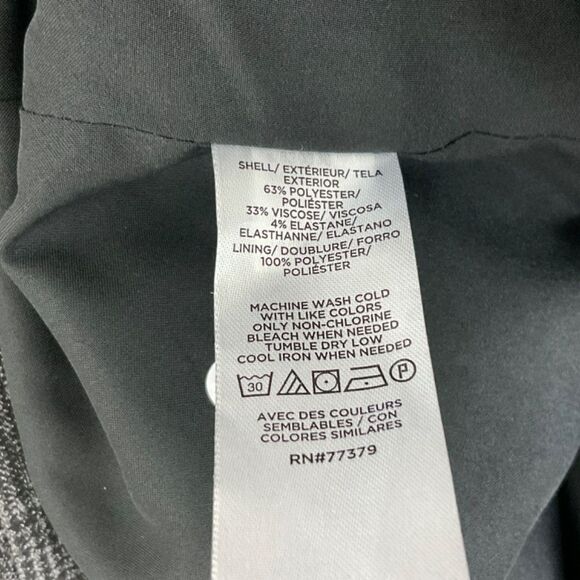 SHELL/ EXTÉRIEUR/ TELA
EXTERIOR
63% POLYESTER/
POLIÉSTER
33% VISCOSE/ VISCOSA
4% ELASTANE/
ELASTHANNE/ ELASTANO
LINING/ DOUBLURE/ FORRO
100% POLYESTER/
POLIÉSTER
MACHINE WASH COLD
WITH LIKE COLORS
ONLY NON-CHLORINE
BLEACH WHEN NEEDED
TUMBLE DRY LOW
COOL IRON WHEN NEEDED
30 P
AVEC DES COULEURS
SEMBLABLES / CON
COLORES SIMILARES
RN#77379